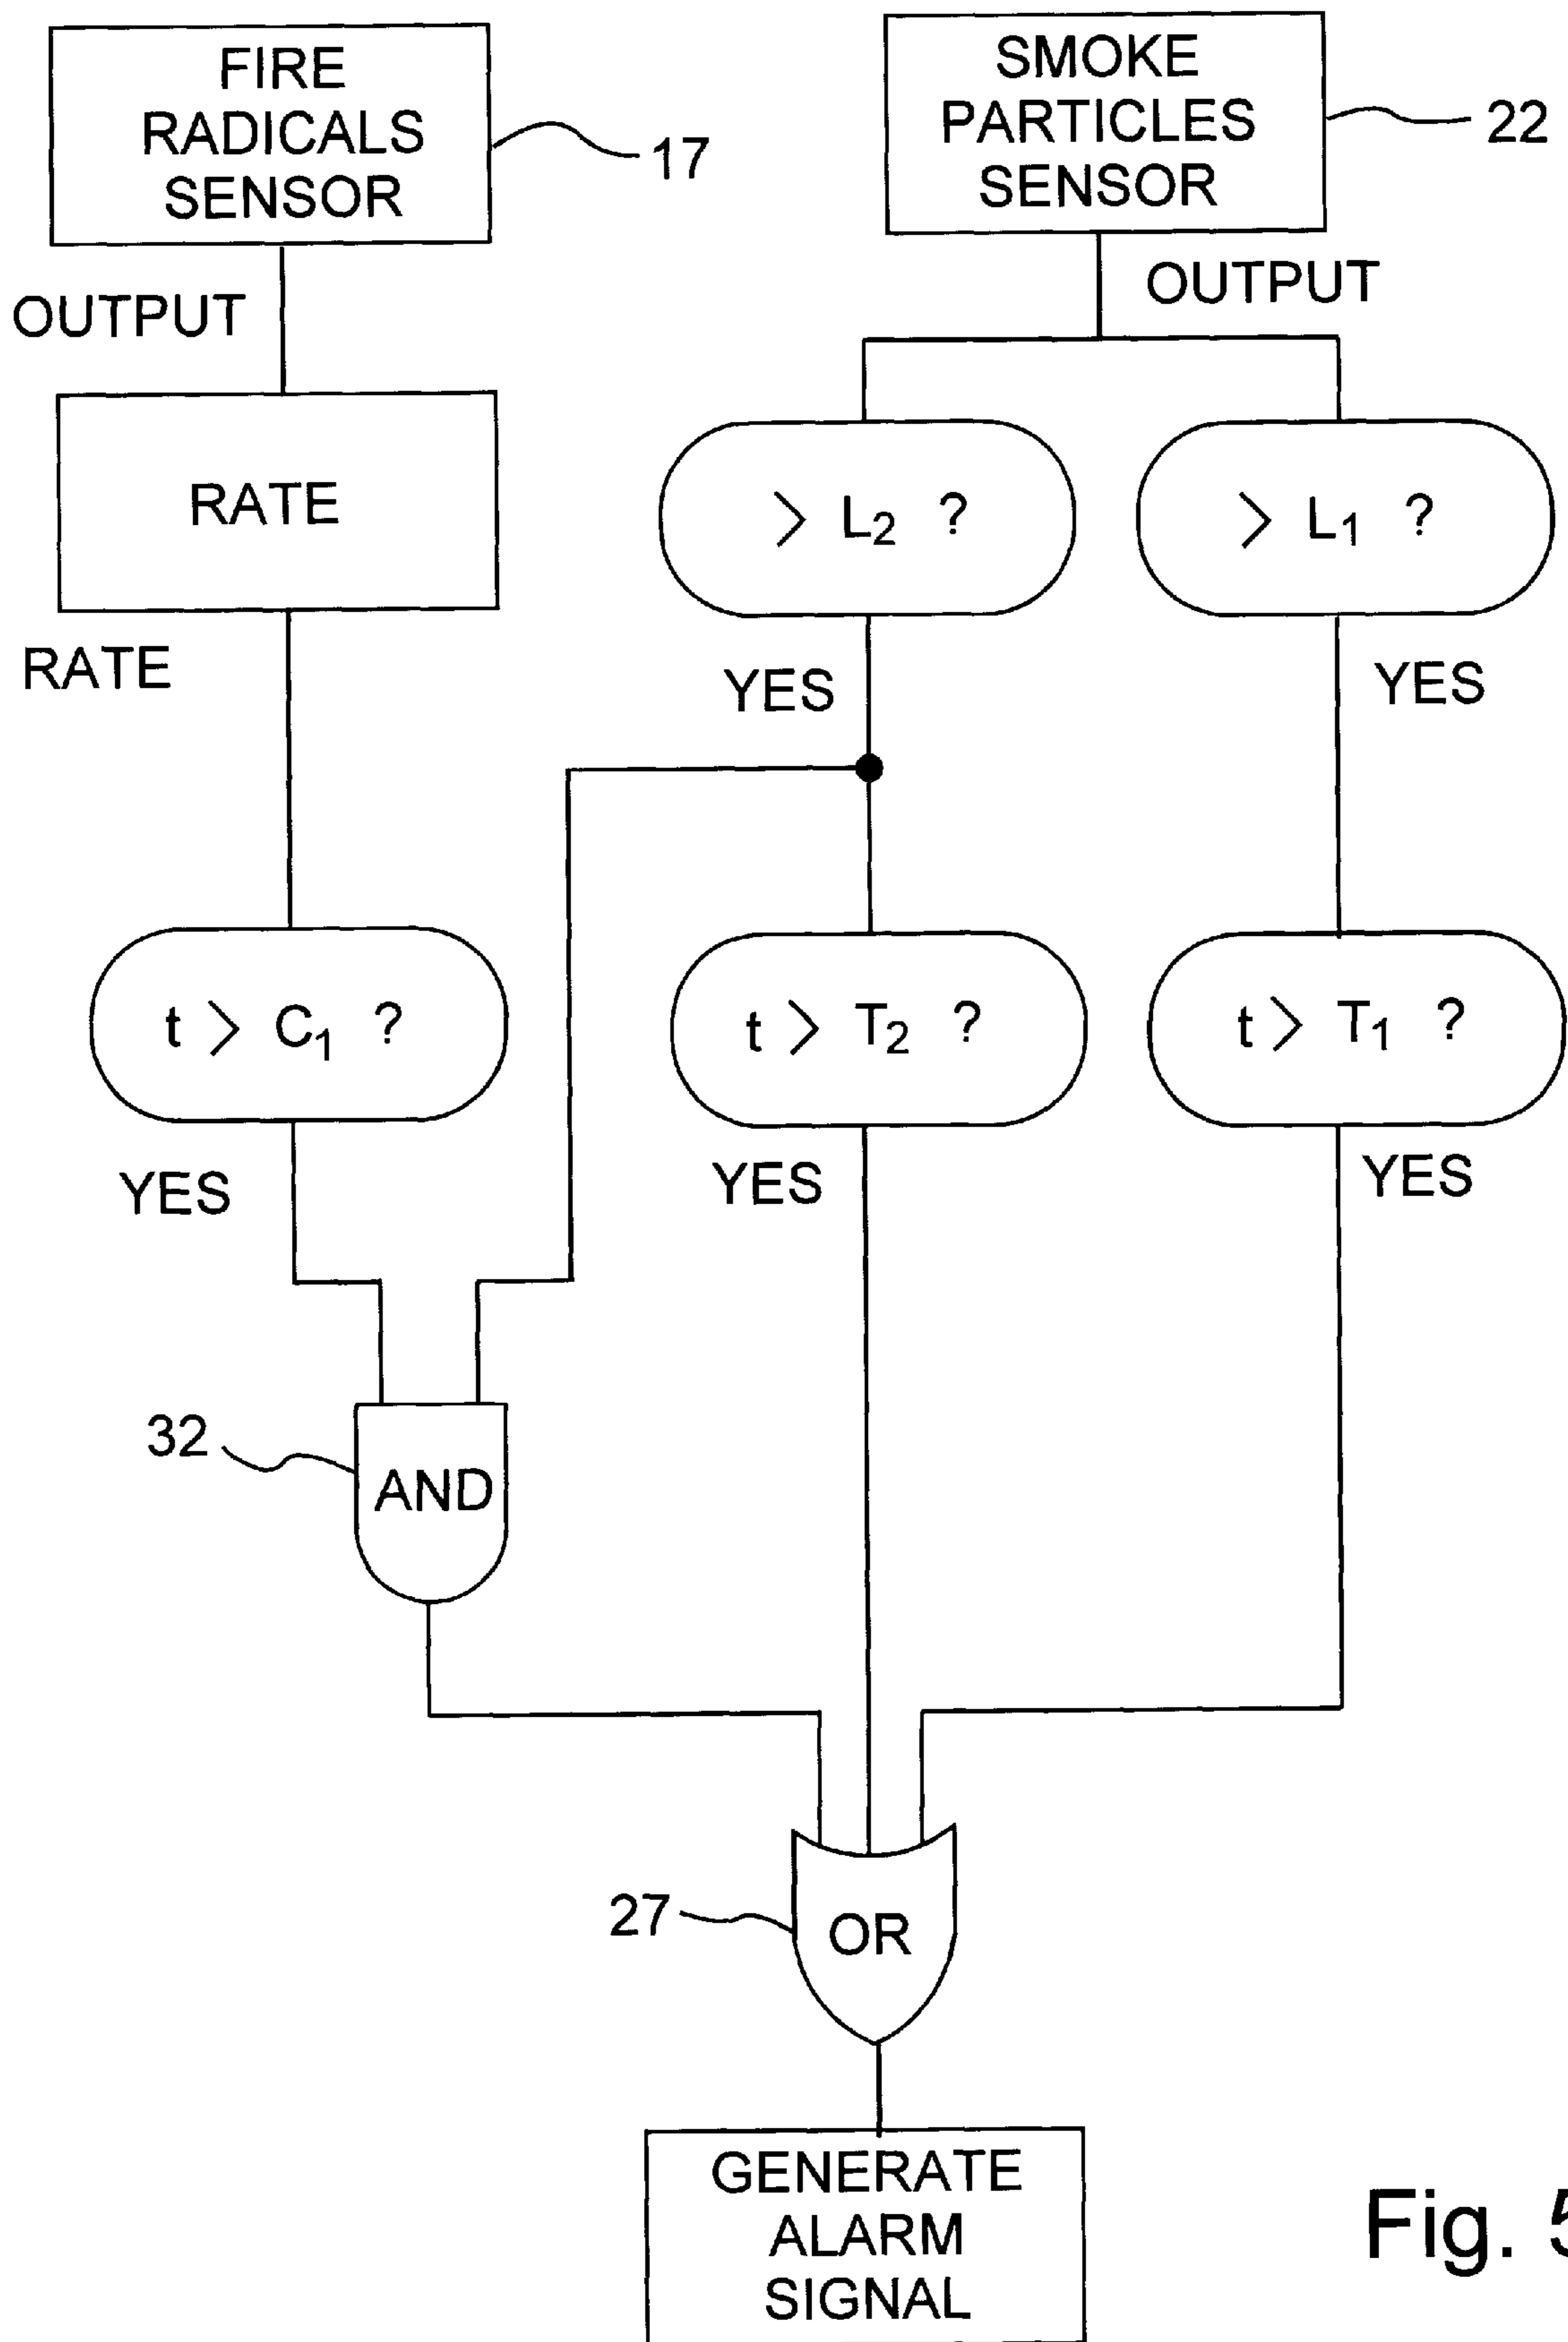 FIRE
RADICALS
SENSOR
17
SMOKE
PARTICLES
SENSOR
22
OUTPUT
OUTPUT
RATE
> L2 ?
> L1 ?
RATE
YES
YES
t > C1 ?
t > T2 ?
t > T1 ?
YES
YES
YES
32
AND
27
OR
GENERATE
ALARM
SIGNAL
Fig. 5